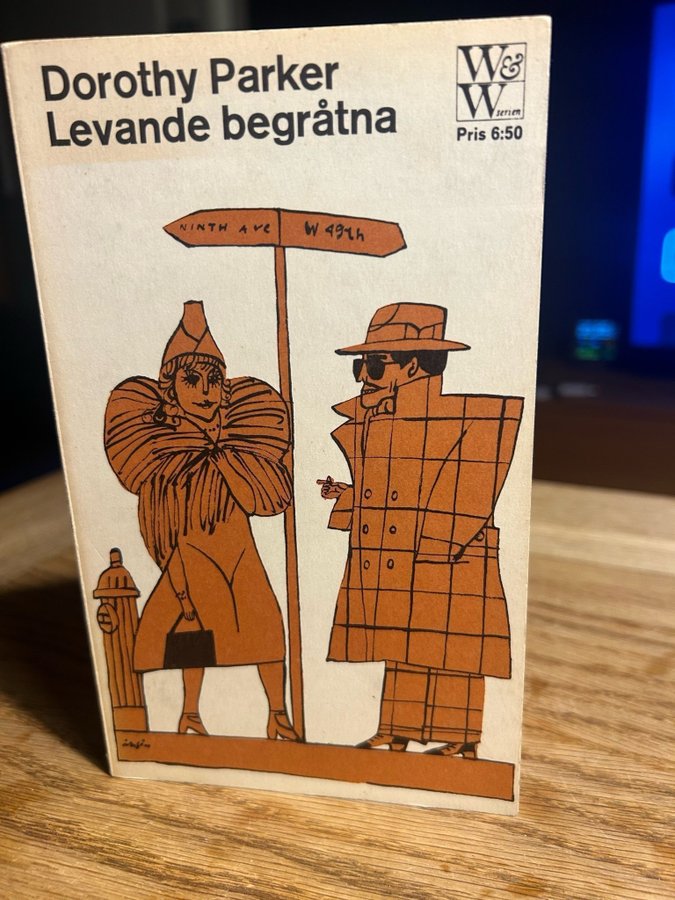 Dorothy Parker
Levande begråtna
W&
W serien
Pris 6:50
NINTH AVE W 49th